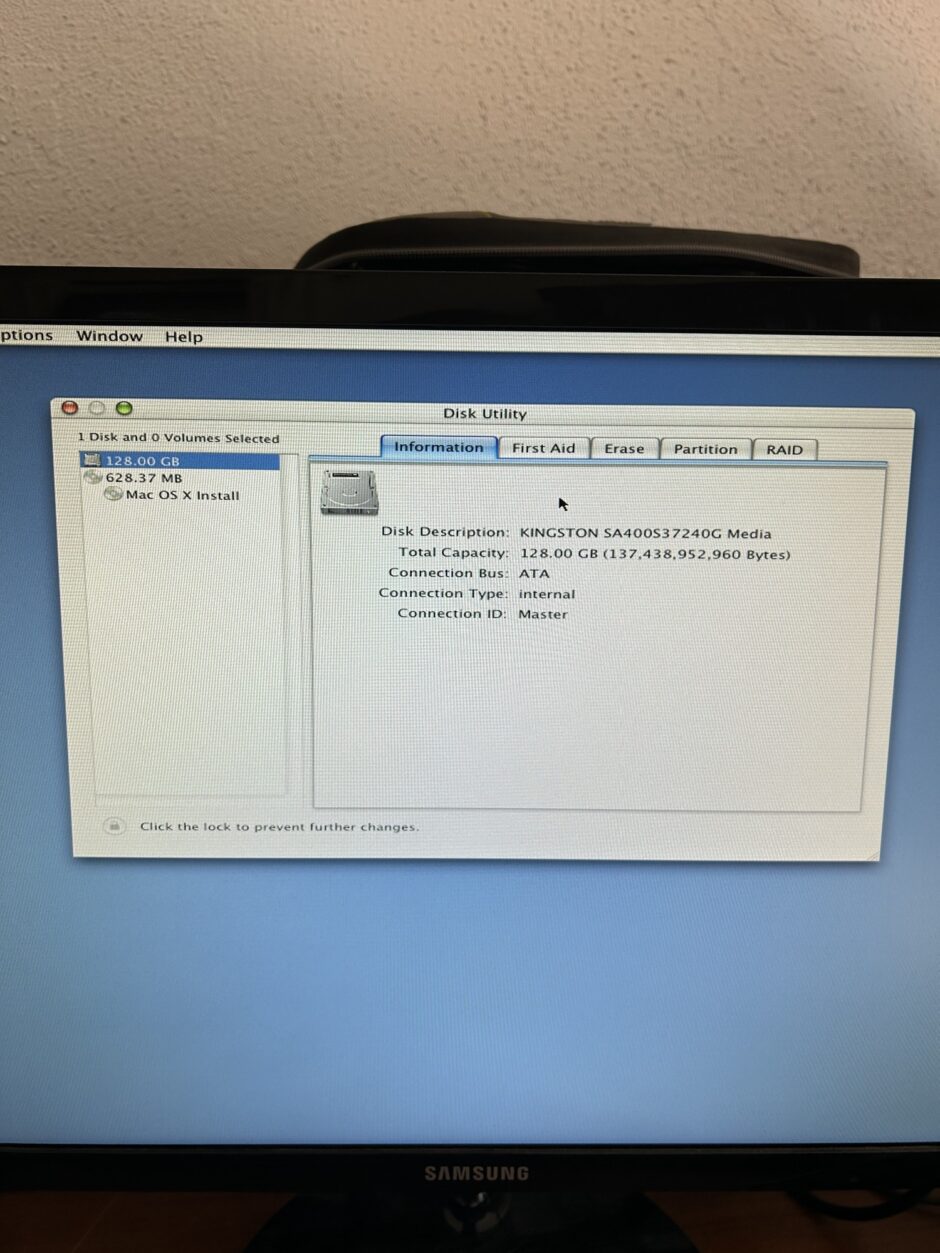 ptions Window Help
Disk Utility
1 Disk and 0 Volumes Selected
128.00 GB
628.37 MB
Mac OS X Install
Information First Aid Erase Partition RAID
Disk Description: KINGSTON SA400S37240G Media
Total Capacity: 128.00 GB (137,438,952,960 Bytes)
Connection Bus: ATA
Connection Type: internal
Connection ID: Master
Click the lock to prevent further changes.
SAMSUNG